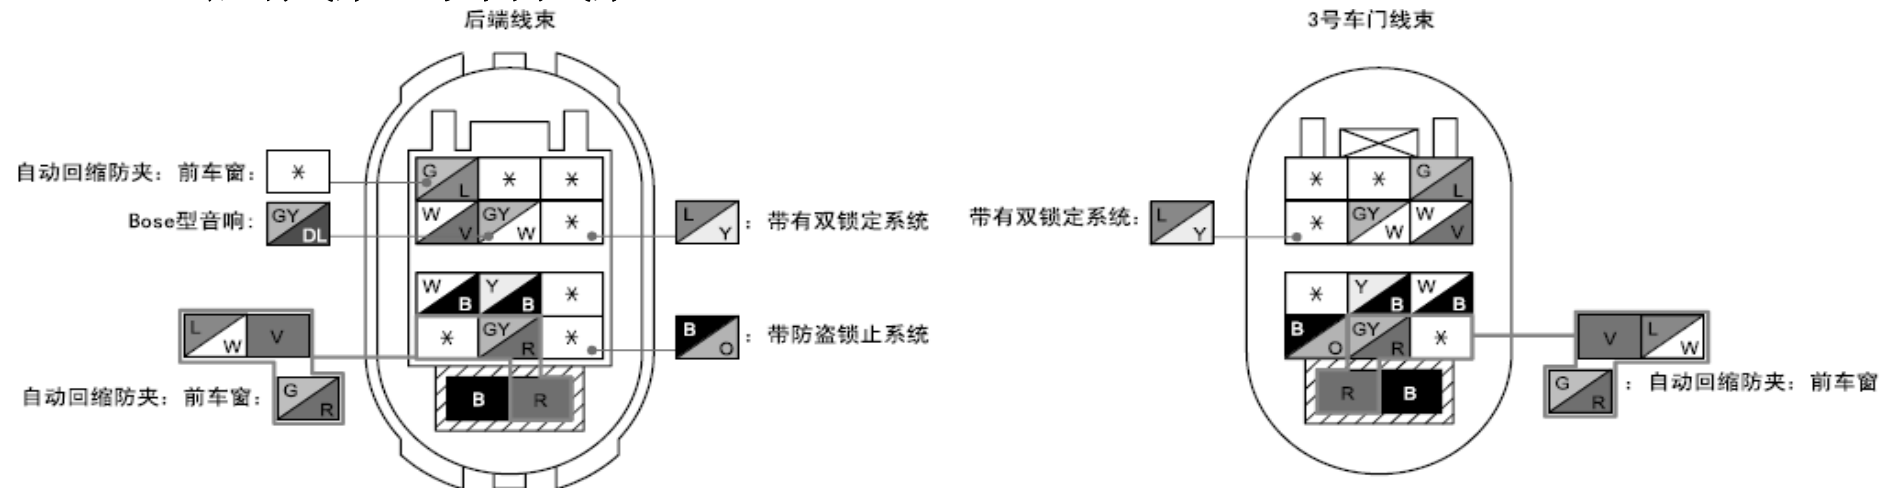 后端线束
3号车门线束
自动回缩防夹：前车窗：
*
G
L
*
*
Bose型音响：
GY
DL
W
V
GY
W
*
L
Y
：带有双锁定系统
带有双锁定系统：
L
Y
*
*
G
L
*
GY
W
W
V
W
B
Y
B
*
*
GY
R
*
B
O
：带防盗锁止系统
L
W
V
自动回缩防夹：前车窗：
G
R
B
R
*
Y
B
W
B
B
O
GY
R
*
R
B
V
L
W
G
R
：自动回缩防夹：前车窗